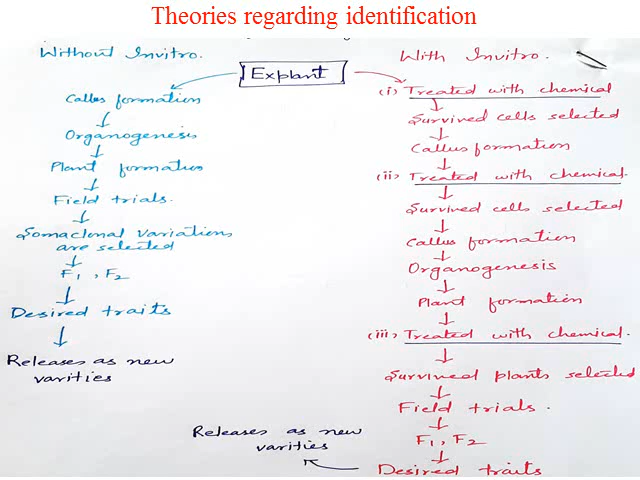 Theories regarding identification
Without Invitro.
Explant
Callus formation
Organogenesis
Plant formation
Field trials.
Somaclonal variations
are selected
F1, F2
Desired traits
Releases as new
varities
With Invitro.
(i) Treated with chemical
Survived cells selected
Callus formation
(ii) Treated with chemical.
Survived cells selected
Callus formation
Organogenesis
Plant formation
(iii) Treated with chemical.
Survived plants selected
Field trials.
F1, F2
Desired traits
Releases as new
varities